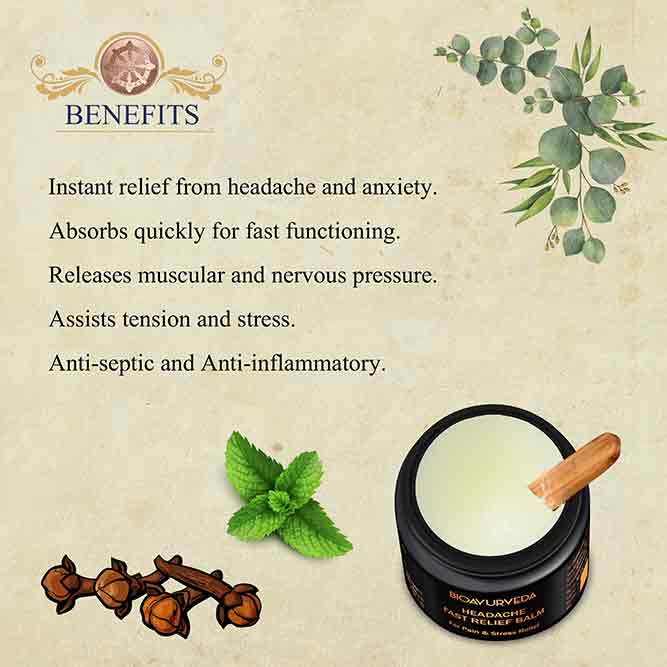 BENEFITS
Instant relief from headache and anxiety.
Absorbs quickly for fast functioning.
Releases muscular and nervous pressure.
Assists tension and stress.
Anti-septic and Anti-inflammatory.
BIOAYURVEDA
HEADACHE
FAST RELIEF BALM
For Pain & Stress Relief